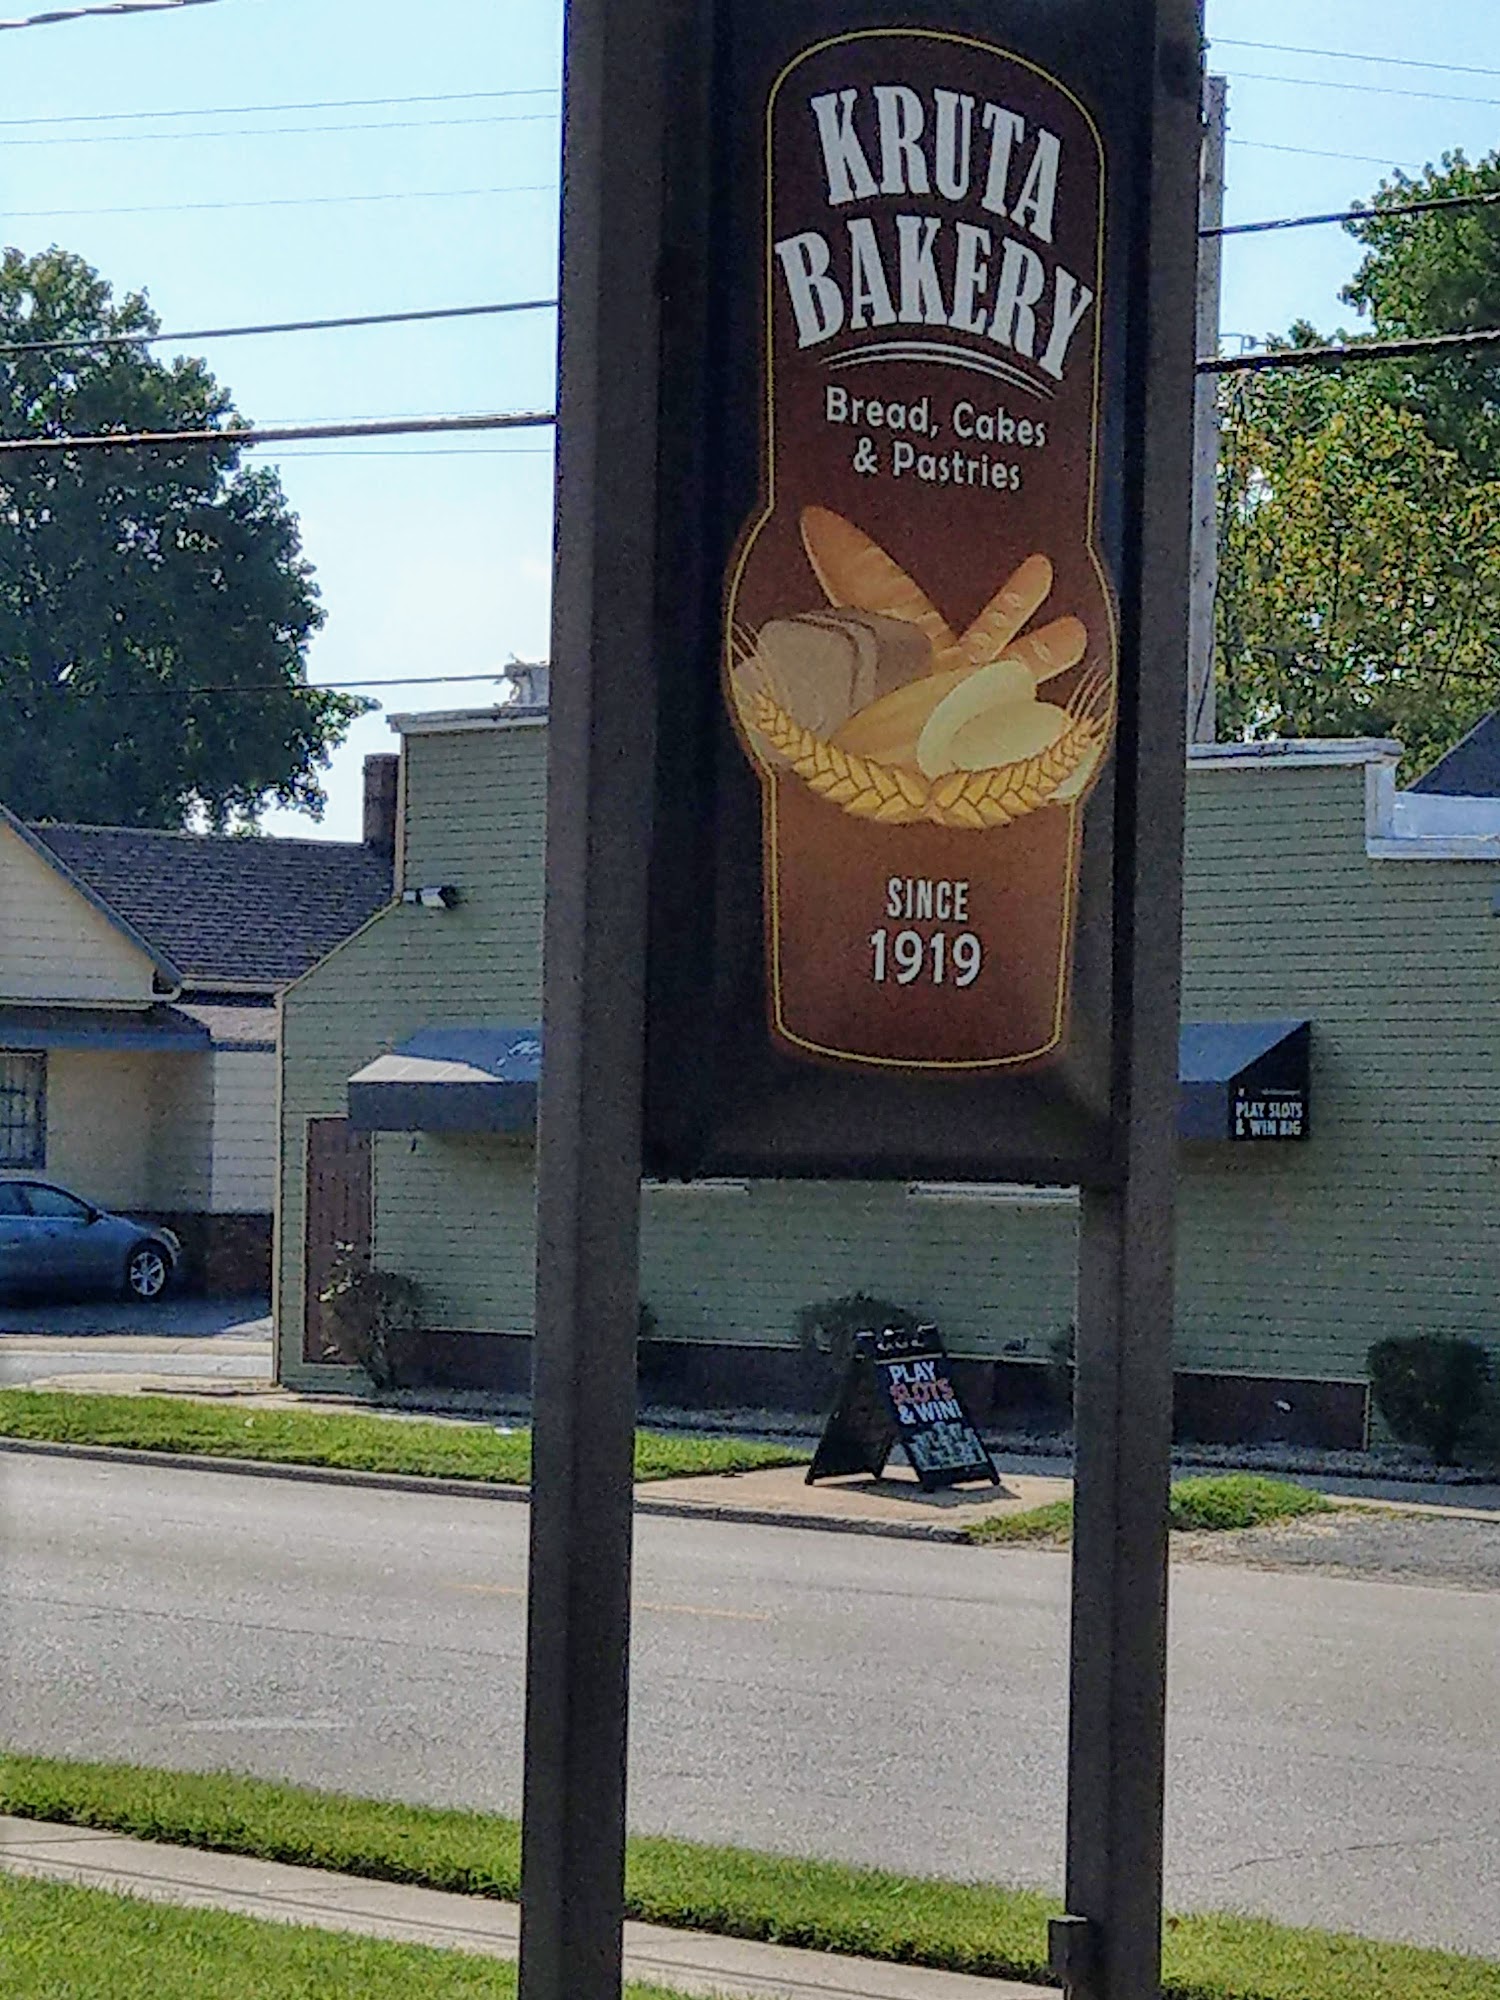 KRUTA
BAKERY
Bread, Cakes
& Pastries
SINCE
1919
PLAY SLOTS
& WIN BIG
PLAY
SLOTS
& WIN!